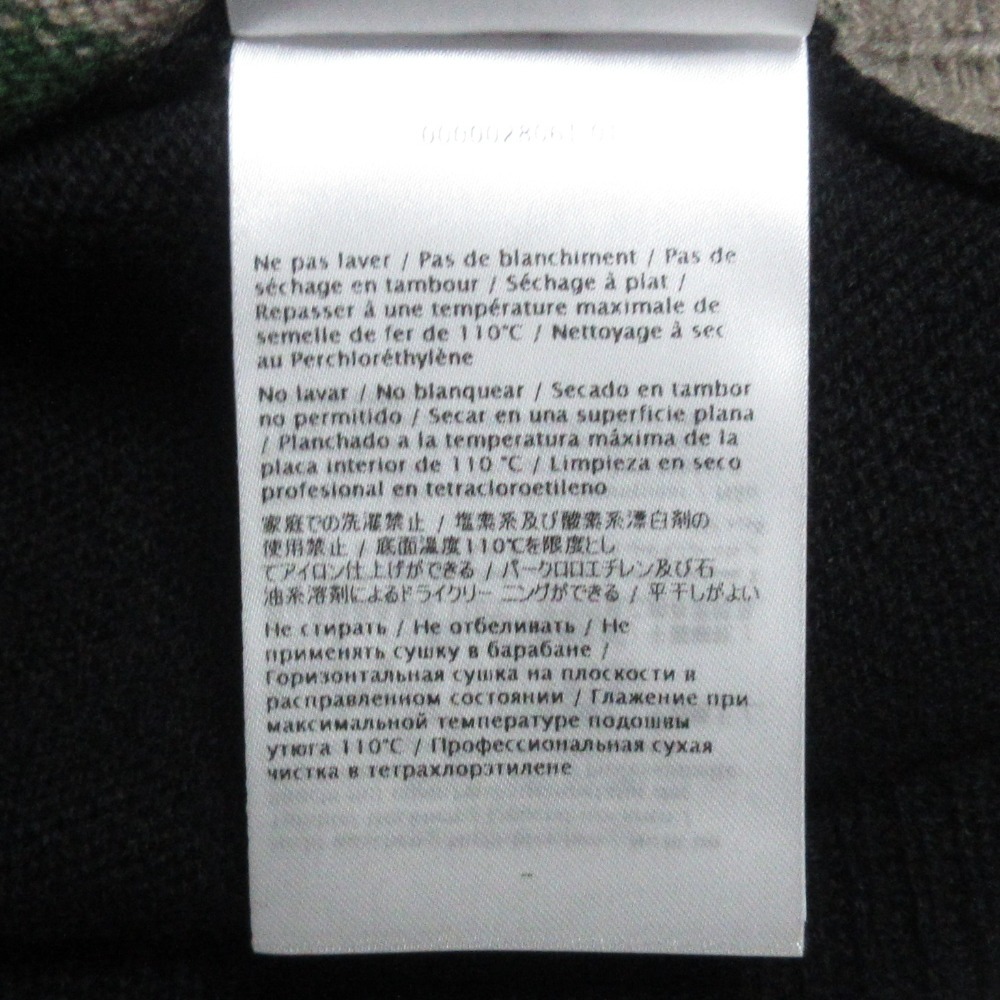 Ne pas laver / Pas de blanchiment / Pas de
séchage en tambour / Séchage à plat /
Repasser à une température maximale de
semelle de fer de 110°C / Nettoyage à sec
au Perchloréthylène
No lavar / No blanquear / Secado en tambor
no permitido / Secar en una superficie plana
/ Planchado a la temperatura máxima de la
placa interior de 110 °C / Limpieza en seco
profesional en tetracloroetileno
家庭での洗濯禁止 / 塩素系及び酸素系漂白剤の
使用禁止 / 底面温度110℃を限度とし
てアイロン仕上げができる / パークロロエチレン及び石
油系溶剤によるドライクリー ニングができる / 平干しがよい
Не стирать / Не отбеливать / Не
применять сушку в барабане /
Горизонтальная сушка на плоскости в
расправленном состоянии / Глажение при
максимальной температуре подошвы
утюга 110°C / Профессиональная сухая
чистка в тетрахлорэтилене